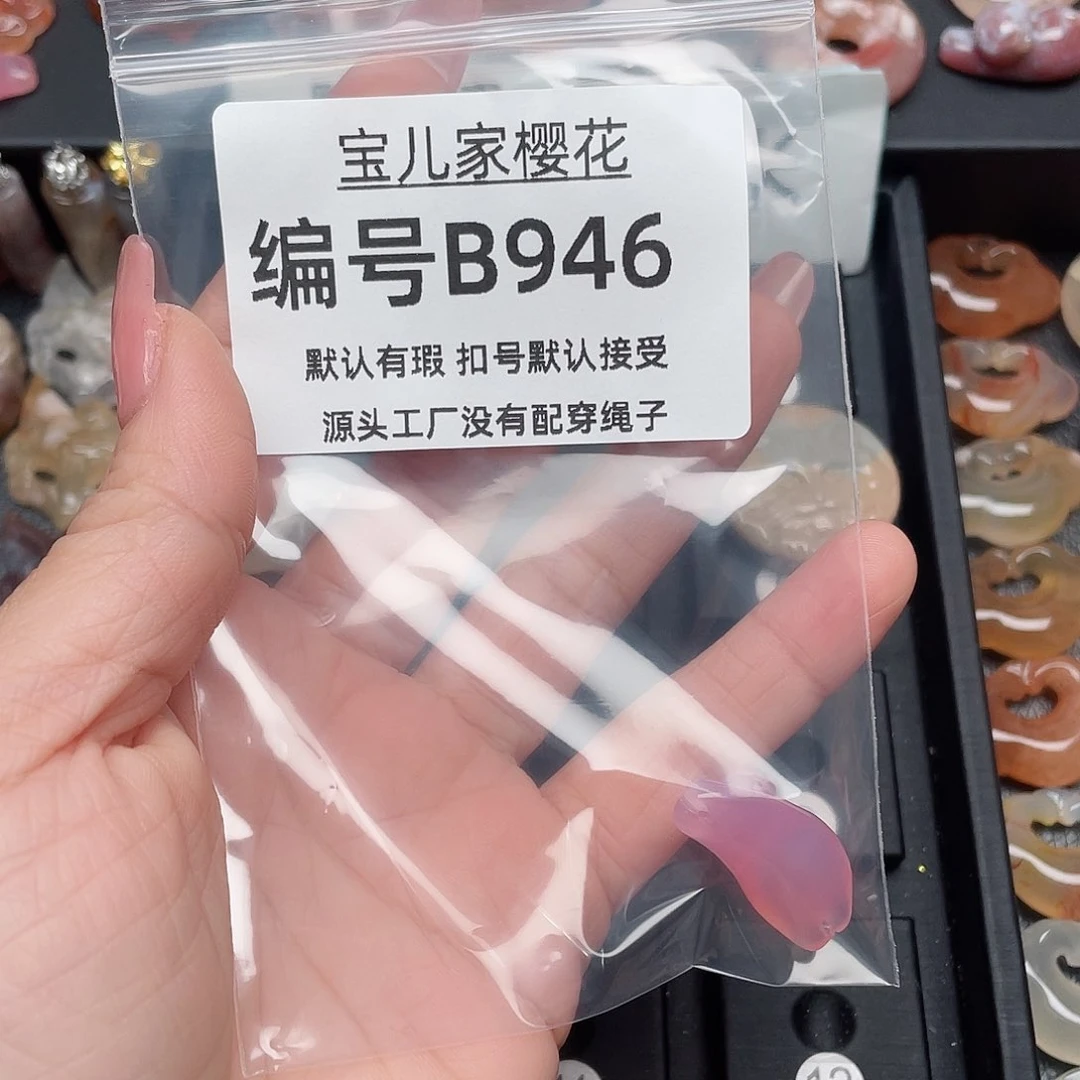 宝儿家樱花
编号B946
默认有瑕 扣号默认接受
源头工厂没有配穿绳子
12